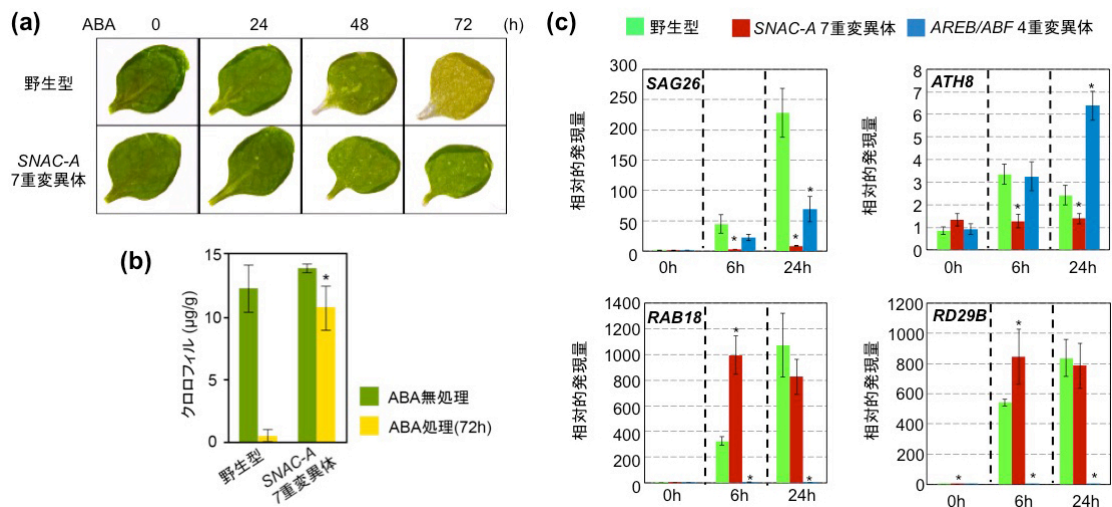 (a)
ABA 0 24 48 72 (h)
野生型
SNAC-A
7重変異体
(b)
クロロフィル (μg/g)
15
10
5
0
野生型
SNAC-A
7重変異体
ABA無処理
ABA処理(72h)
*
(c)
野生型 SNAC-A 7重変異体 AREB/ABF 4重変異体
SAG26
相対的発現量
300
250
200
150
100
50
0
0h 6h 24h
* * *
ATH8
相対的発現量
8
7
6
5
4
3
2
1
0
0h 6h 24h
* * *
RAB18
相対的発現量
1400
1200
1000
800
600
400
200
0
0h 6h 24h
* * *
RD29B
相対的発現量
1200
1000
800
600
400
200
0
0h 6h 24h
* * * *